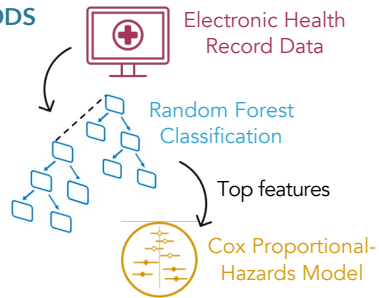 ODS
Electronic Health
Record Data
Random Forest
Classification
Top features
Cox Proportional-
Hazards Model